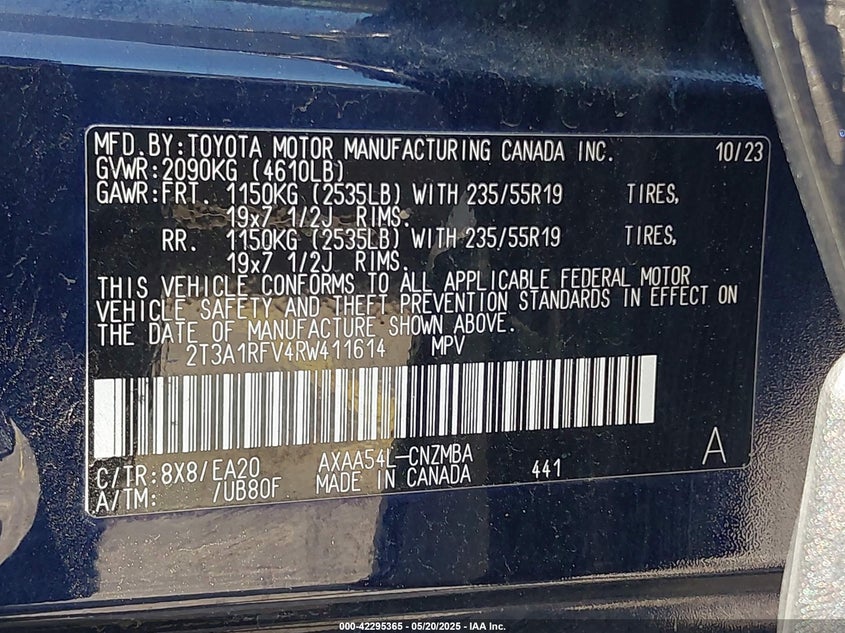 MFD.BY:TOYOTA MOTOR MANUFACTURING CANADA INC. 10/23
GVWR:2090KG (4610LB)
GAWR:FRT. 1150KG (2535LB) WITH 235/55R19 TIRES,
19x7 1/2J RIMS.
RR. 1150KG (2535LB) WITH 235/55R19 TIRES,
19x7 1/2J RIMS.
THIS VEHICLE CONFORMS TO ALL APPLICABLE FEDERAL MOTOR
VEHICLE SAFETY AND THEFT PREVENTION STANDARDS IN EFFECT ON
THE DATE OF MANUFACTURE SHOWN ABOVE.
2T3A1RFV4RW411614 MPV
C/TR:8X8/EA20 AXAA54L-CNZMBA A
A/TM: /UB80F MADE IN CANADA 441
000-42295365 - 05/20/2025 - IAA Inc.